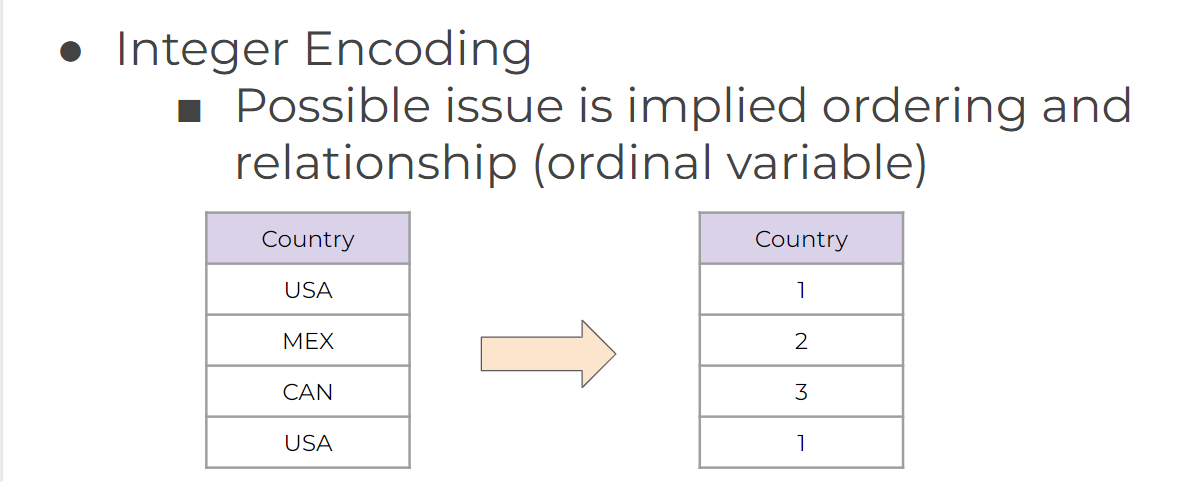 ● Integer Encoding
■ Possible issue is implied ordering and
relationship (ordinal variable)
Country Country
USA 1
MEX 2
CAN 3
USA 1